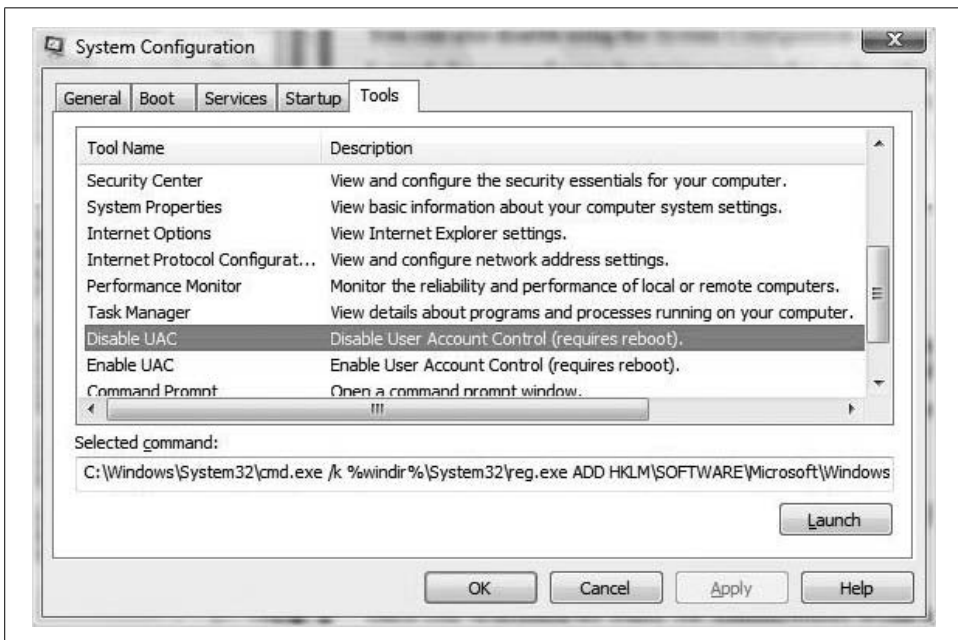 System Configuration
General Boot Services Startup Tools
Tool Name Description
Security Center View and configure the security essentials for your computer.
System Properties View basic information about your computer system settings.
Internet Options View Internet Explorer settings.
Internet Protocol Configurat... View and configure network address settings.
Performance Monitor Monitor the reliability and performance of local or remote computers.
Task Manager View details about programs and processes running on your computer.
Disable UAC Disable User Account Control (requires reboot).
Enable UAC Enable User Account Control (requires reboot).
Command Prompt Open a command prompt window.
Selected command:
C:\Windows\System32\cmd.exe /k %windir%\System32\reg.exe ADD HKLM\SOFTWARE\Microsoft\Windows
Launch
OK Cancel Apply Help